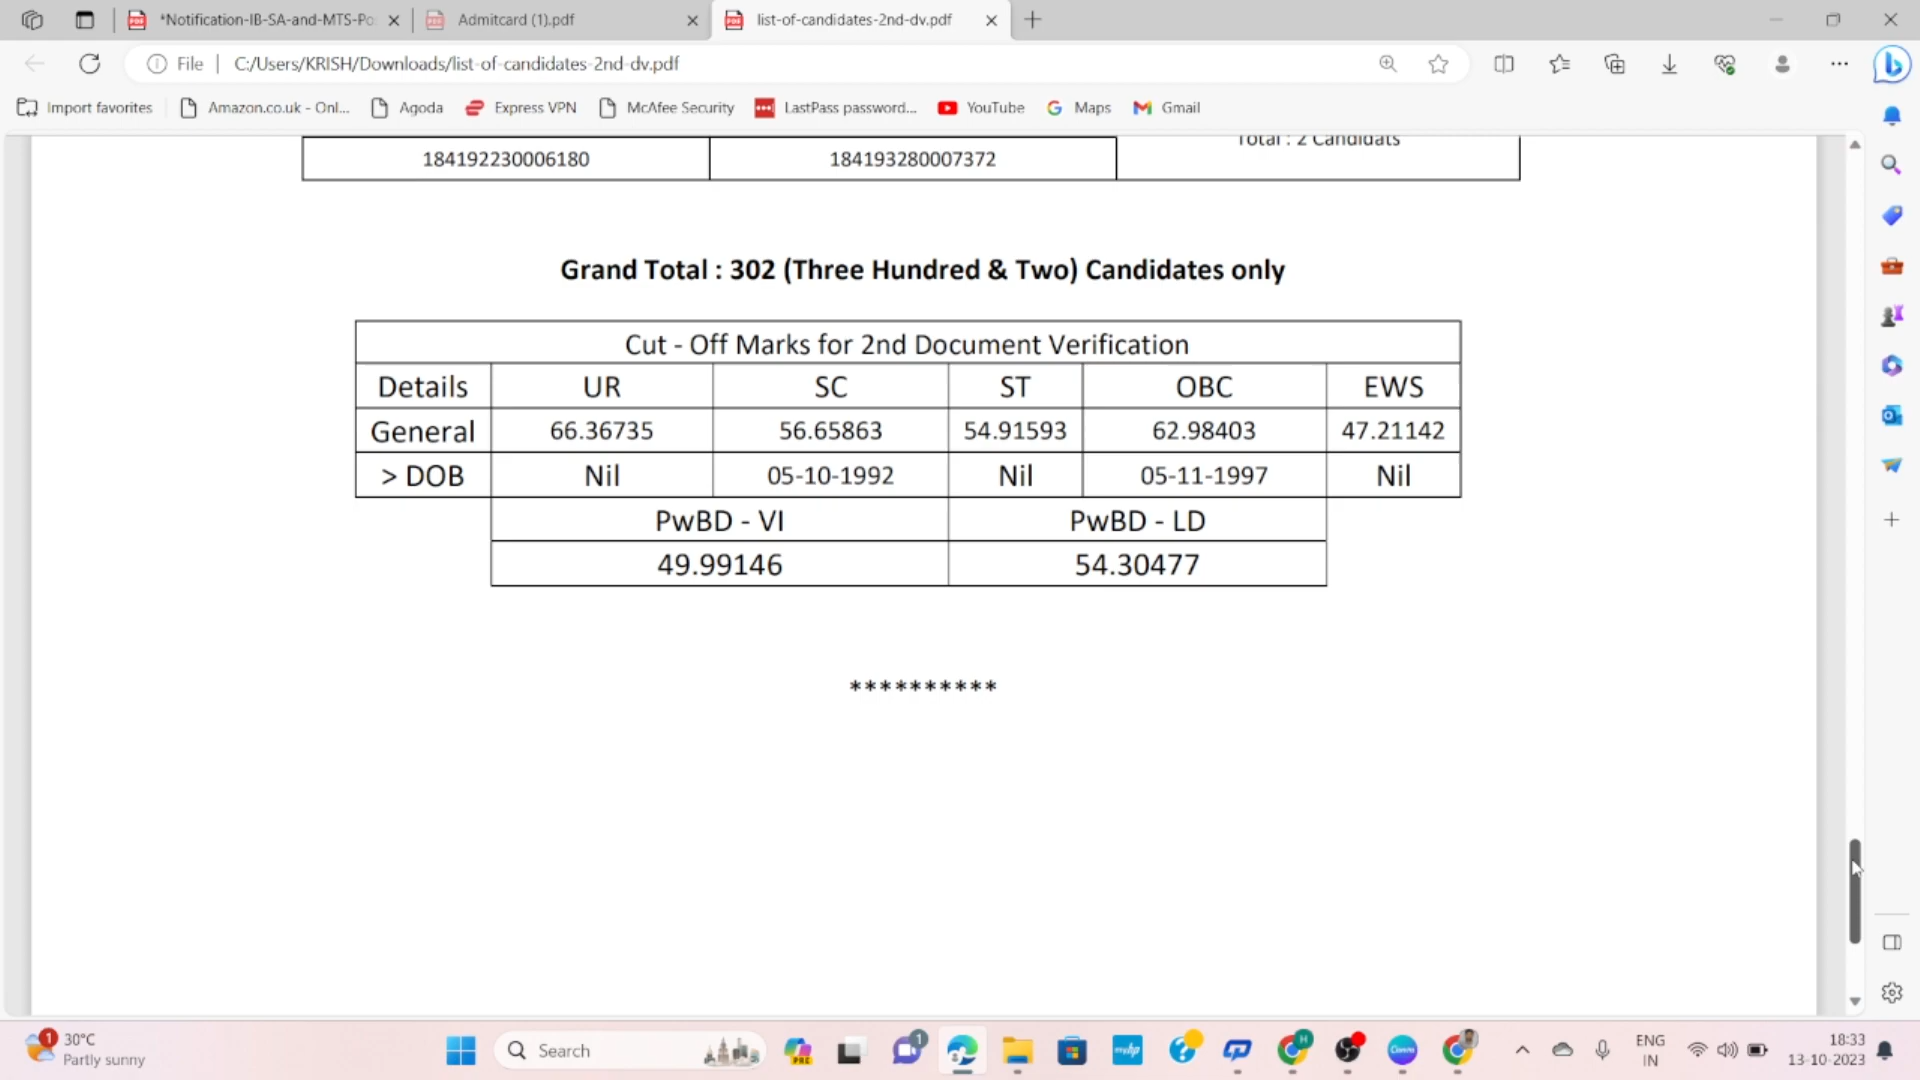 *Notification-IB-SA-and-MTS-Po
Admitcard (1).pdf
list-of-candidates-2nd-dv.pdf
File
C:/Users/KRISH/Downloads/list-of-candidates-2nd-dv.pdf
Import favorites
Amazon.co.uk - Onl...
Agoda
Express VPN
McAfee Security
LastPass password...
YouTube
Maps
Gmail
Total : 2 Candidats
184192230006180 184193280007372
Grand Total : 302 (Three Hundred & Two) Candidates only
Cut - Off Marks for 2nd Document Verification
Details UR SC ST OBC EWS
General 66.36735 56.65863 54.91593 62.98403 47.21142
> DOB Nil 05-10-1992 Nil 05-11-1997 Nil
PwBD - VI PwBD - LD
49.99146 54.30477
**********
1
30°C
Partly sunny
Search
PRE
1
myhp
H
Canva
ENG
IN
18:33
13-10-2023